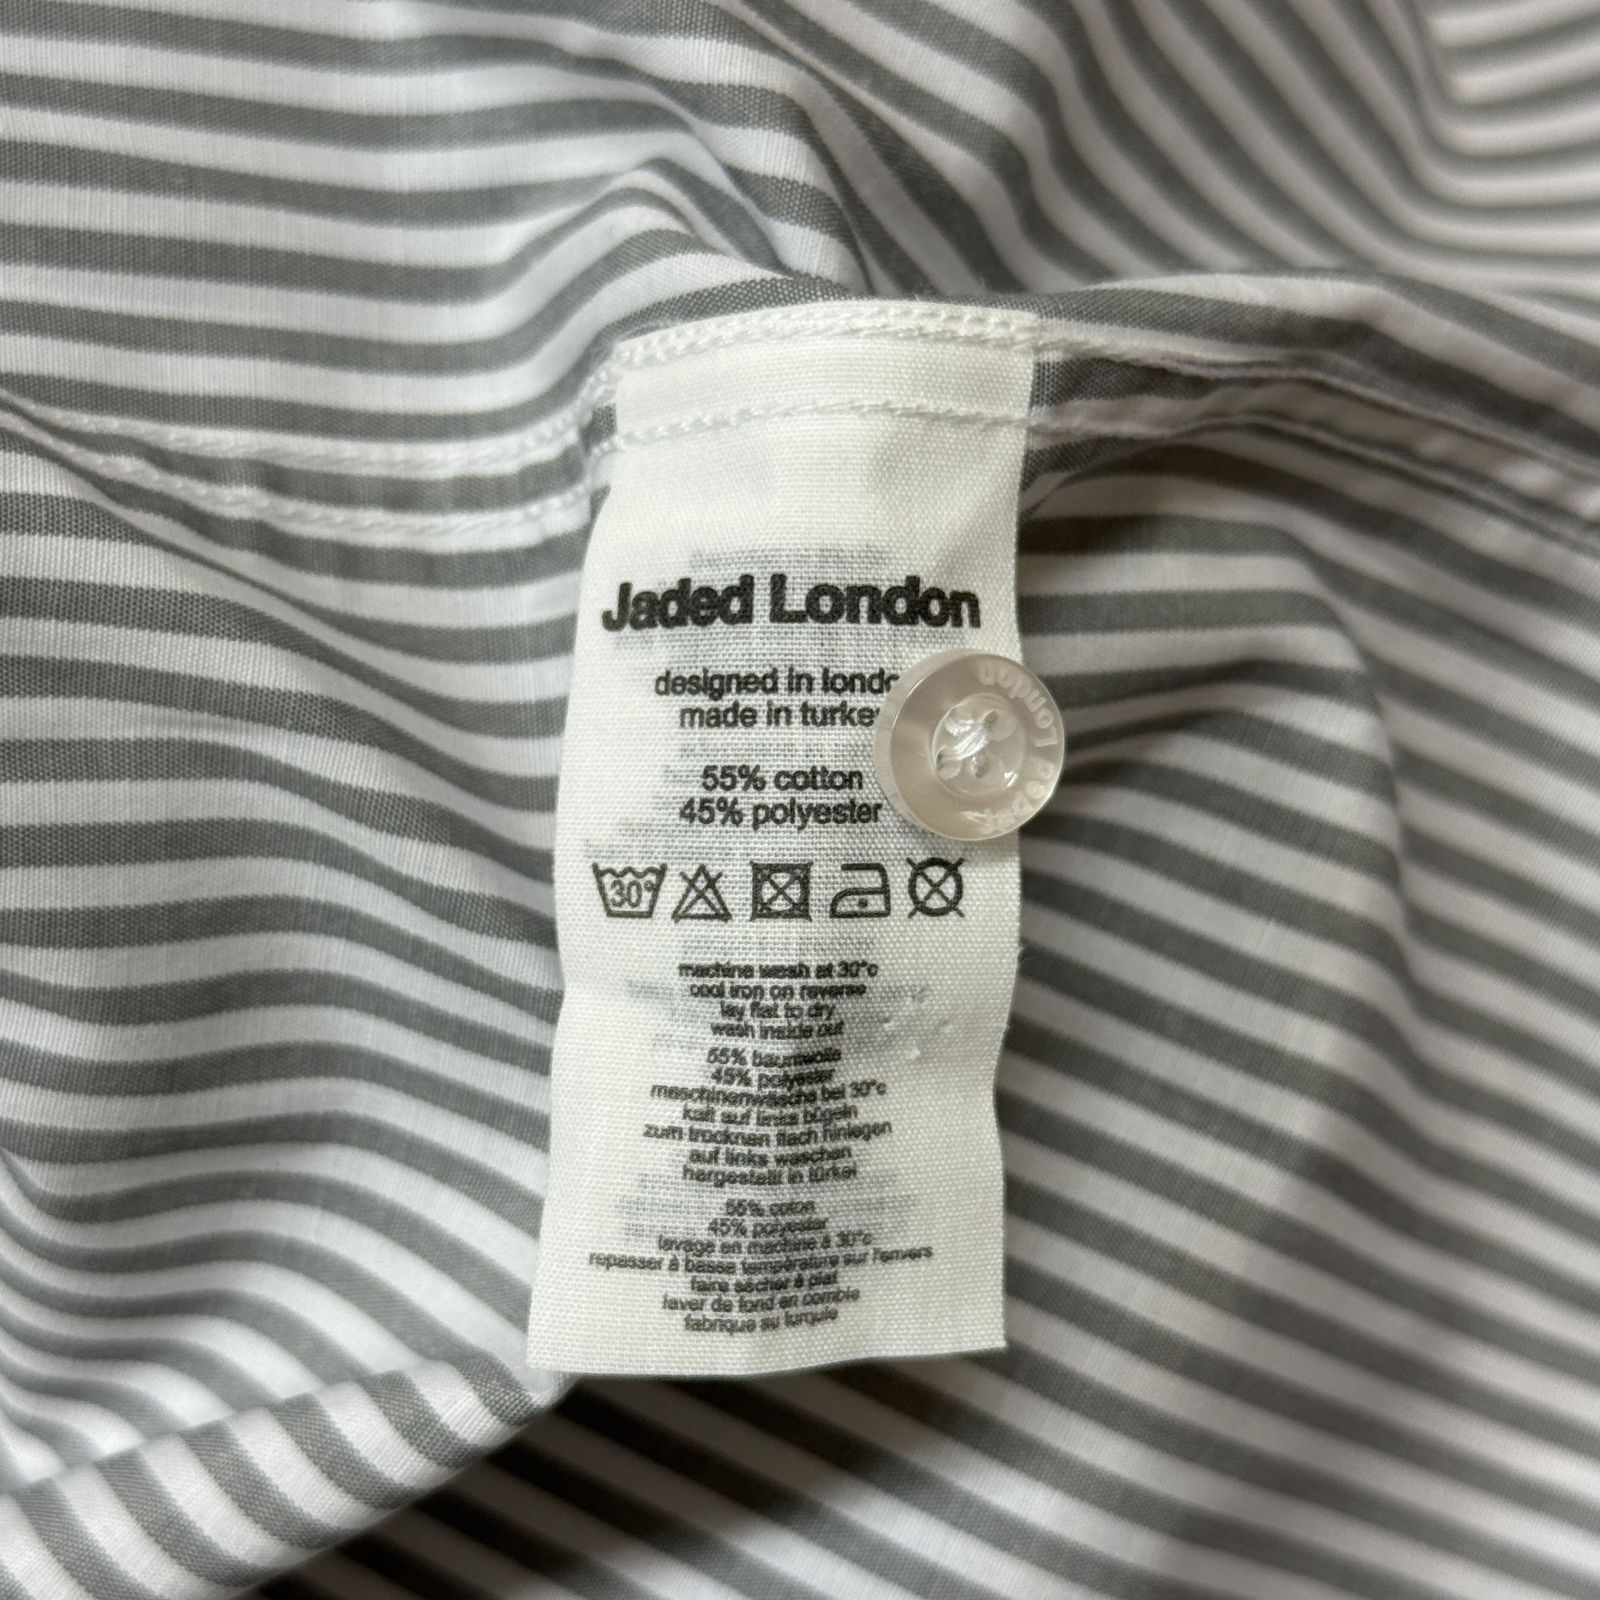 Jaded London
designed in londo
made in turke
55% cotton
45% polyester
30°
machine wash at 30°c
cool iron on reverse
lay flat to dry
wash inside out
55% baumwolle
45% polyester
maschinenwäsche bei 30°c
kalt auf links bügeln
zum trocknen flach hinlegen
auf links waschen
hergestellt in türkei
55% coton
45% polyester
lavage en machine à 30°c
repasser à basse température sur l'envers
faire sécher à plat
laver de fond en comble
fabrique au turquie
Jaded London